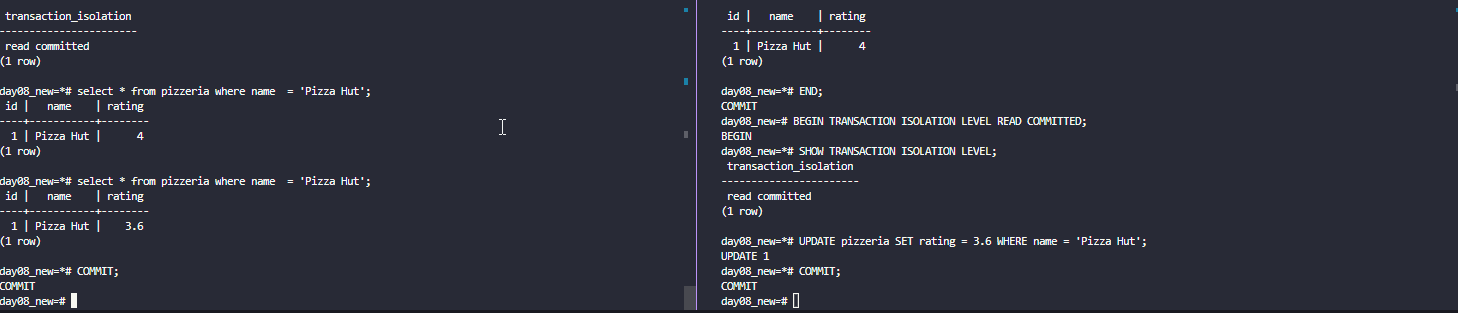 transaction_isolation
-----------------------
 read committed
(1 row)

day08_new=*# select * from pizzeria where name  = 'Pizza Hut';
 id |   name    | rating
----+-----------+--------
  1 | Pizza Hut |      4
(1 row)

day08_new=*# select * from pizzeria where name  = 'Pizza Hut';
 id |   name    | rating
----+-----------+--------
  1 | Pizza Hut |    3.6
(1 row)

day08_new=*# COMMIT;
COMMIT
day08_new=#
 id |   name    | rating
----+-----------+--------
  1 | Pizza Hut |      4
(1 row)

day08_new=*# END;
COMMIT
day08_new=# BEGIN TRANSACTION ISOLATION LEVEL READ COMMITTED;
BEGIN
day08_new=*# SHOW TRANSACTION ISOLATION LEVEL;
 transaction_isolation
-----------------------
 read committed
(1 row)

day08_new=*# UPDATE pizzeria SET rating = 3.6 WHERE name = 'Pizza Hut';
UPDATE 1
day08_new=*# COMMIT;
COMMIT
day08_new=#